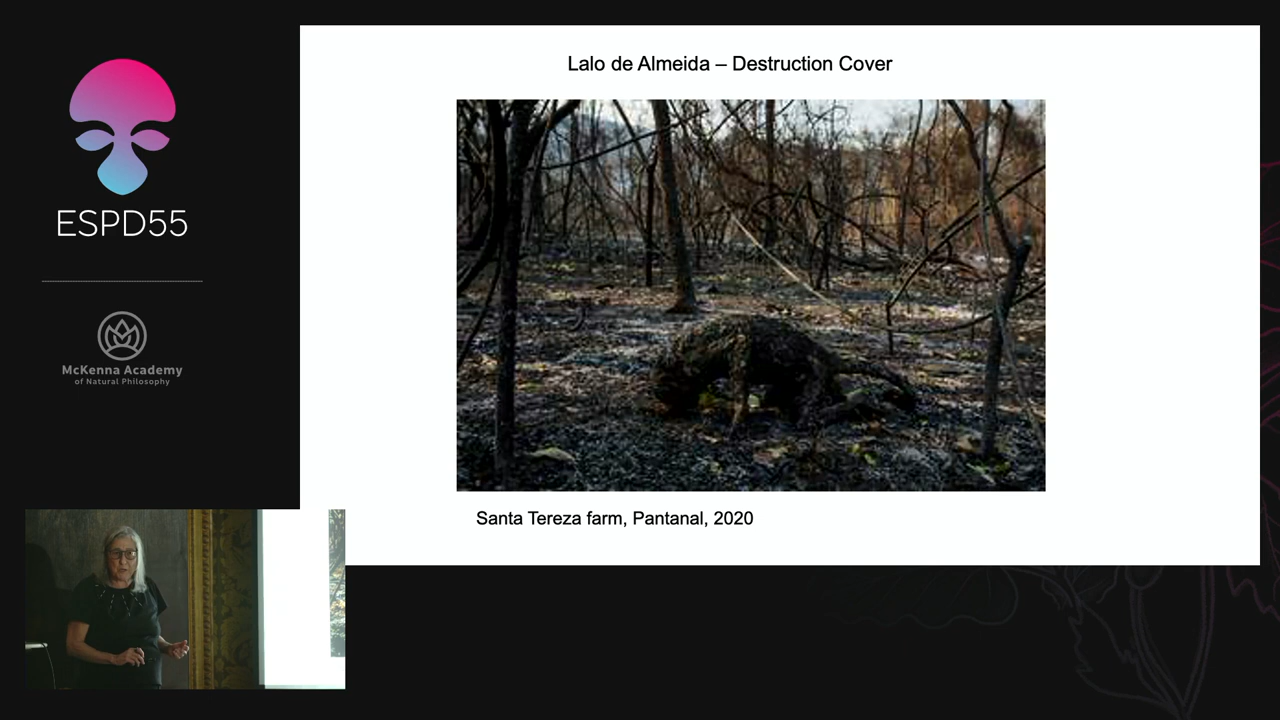 ESPD55
McKenna Academy
of Natural Philosophy
Lalo de Almeida – Destruction Cover
Santa Tereza farm, Pantanal, 2020